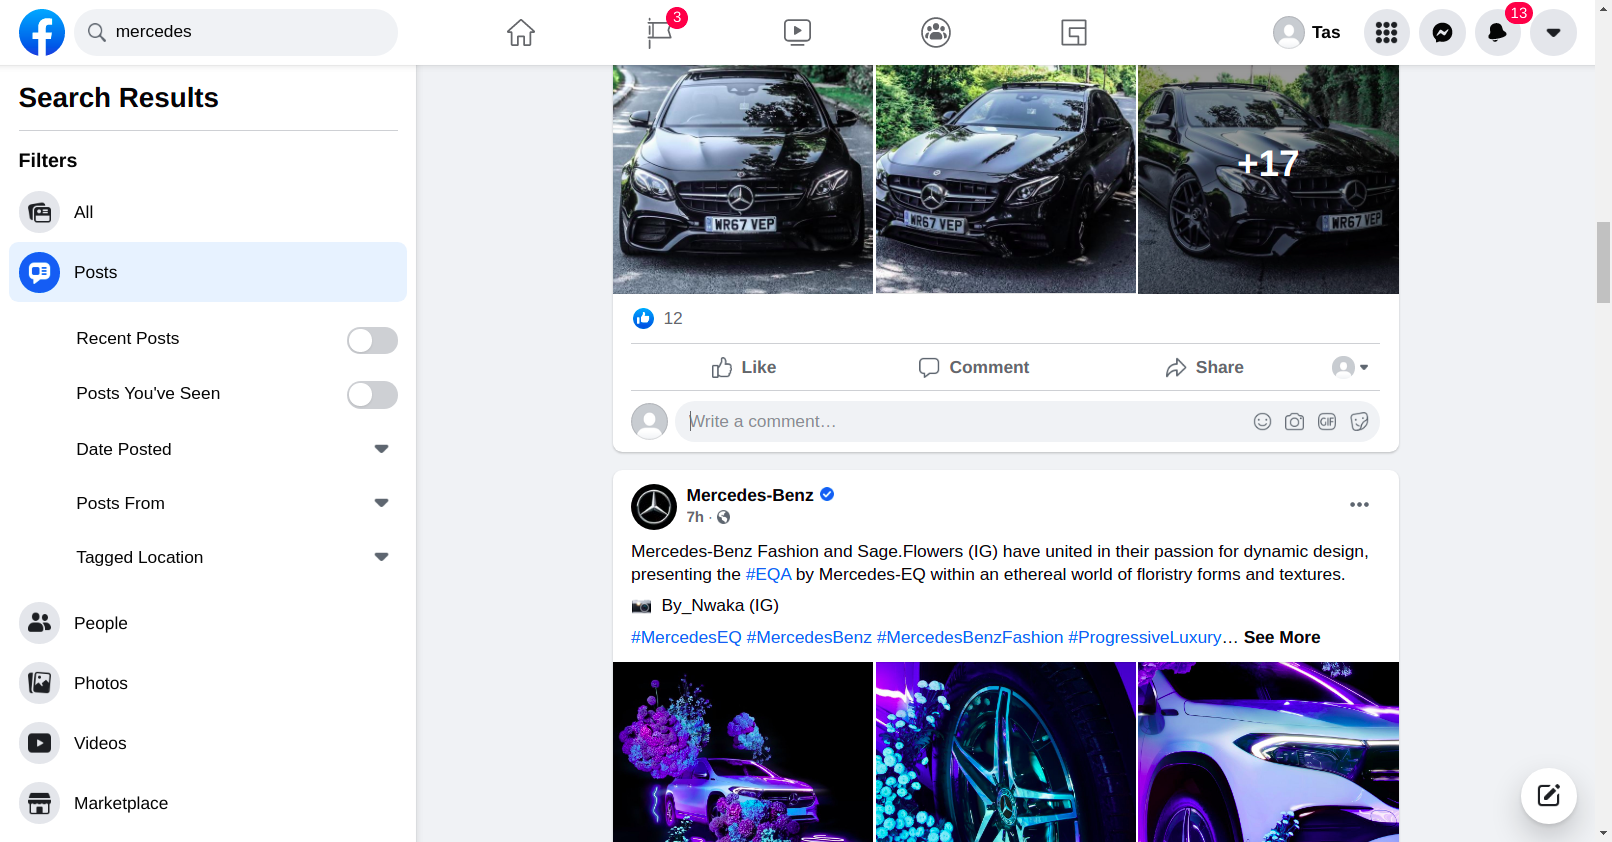 mercedes
3
Tas
13
Search Results
Filters
All
Posts
Recent Posts
Posts You've Seen
Date Posted
Posts From
Tagged Location
People
Photos
Videos
Marketplace
WR67 VEP
WR67 VEP
WR67 VEP
+17
12
Like
Comment
Share
Write a comment…
GIF
Mercedes-Benz
7h ·
Mercedes-Benz Fashion and Sage.Flowers (IG) have united in their passion for dynamic design,
presenting the #EQA by Mercedes-EQ within an ethereal world of floristry forms and textures.
By_Nwaka (IG)
#MercedesEQ #MercedesBenz #MercedesBenzFashion #ProgressiveLuxury… See More